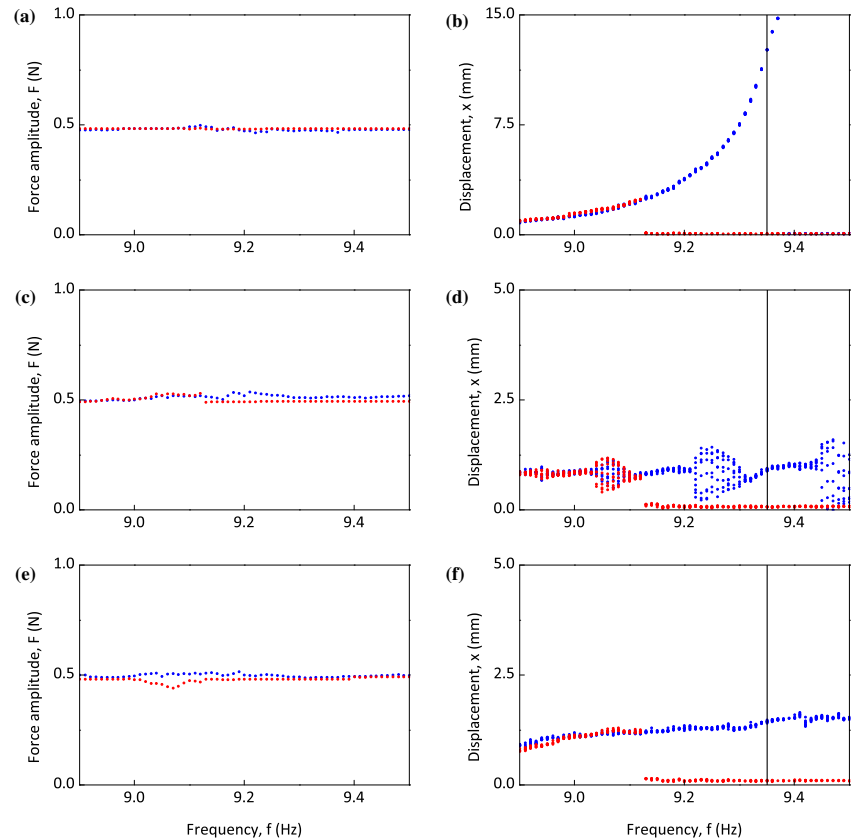 (a)
1.0
0.5
0.0
Force amplitude, F (N)
9.0 9.2 9.4
(b)
15.0
7.5
0.0
Displacement, x (mm)
9.0 9.2 9.4
(c)
1.0
0.5
0.0
Force amplitude, F (N)
9.0 9.2 9.4
(d)
5.0
2.5
0.0
Displacement, x (mm)
9.0 9.2 9.4
(e)
1.0
0.5
0.0
Force amplitude, F (N)
9.0 9.2 9.4
Frequency, f (Hz)
(f)
5.0
2.5
0.0
Displacement, x (mm)
9.0 9.2 9.4
Frequency, f (Hz)